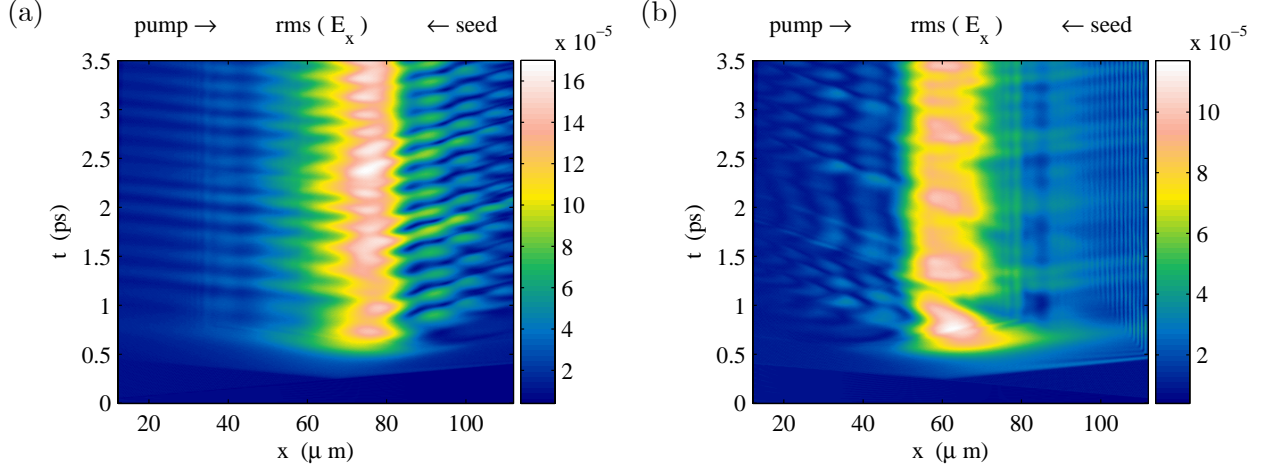 (a)
pump → rms ( E_x ) ← seed
x 10^-5
3.5
3
2.5
2
1.5
1
0.5
0
t (ps)
20 40 60 80 100
x (μ m)
16
14
12
10
8
6
4
2
(b)
pump → rms ( E_x ) ← seed
x 10^-5
3.5
3
2.5
2
1.5
1
0.5
0
t (ps)
20 40 60 80 100
x (μ m)
10
8
6
4
2